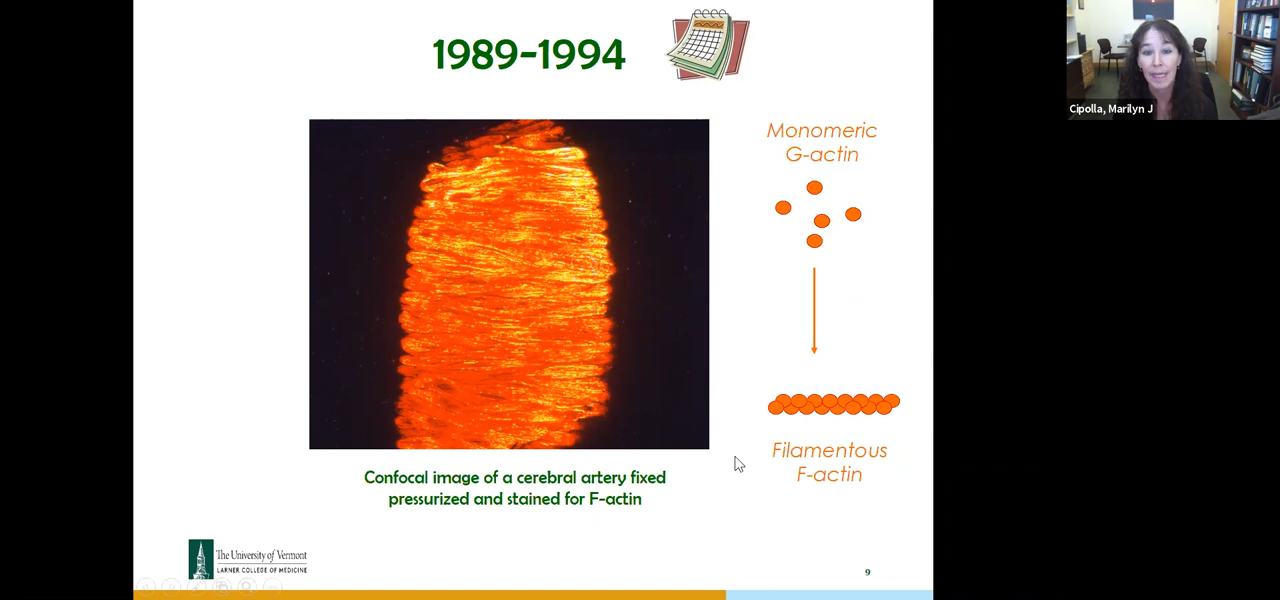 1989-1994
Cipolla, Marilyn J
Monomeric
G-actin
Filamentous
F-actin
Confocal image of a cerebral artery fixed
pressurized and stained for F-actin
The University of Vermont
LARNER COLLEGE OF MEDICINE
9